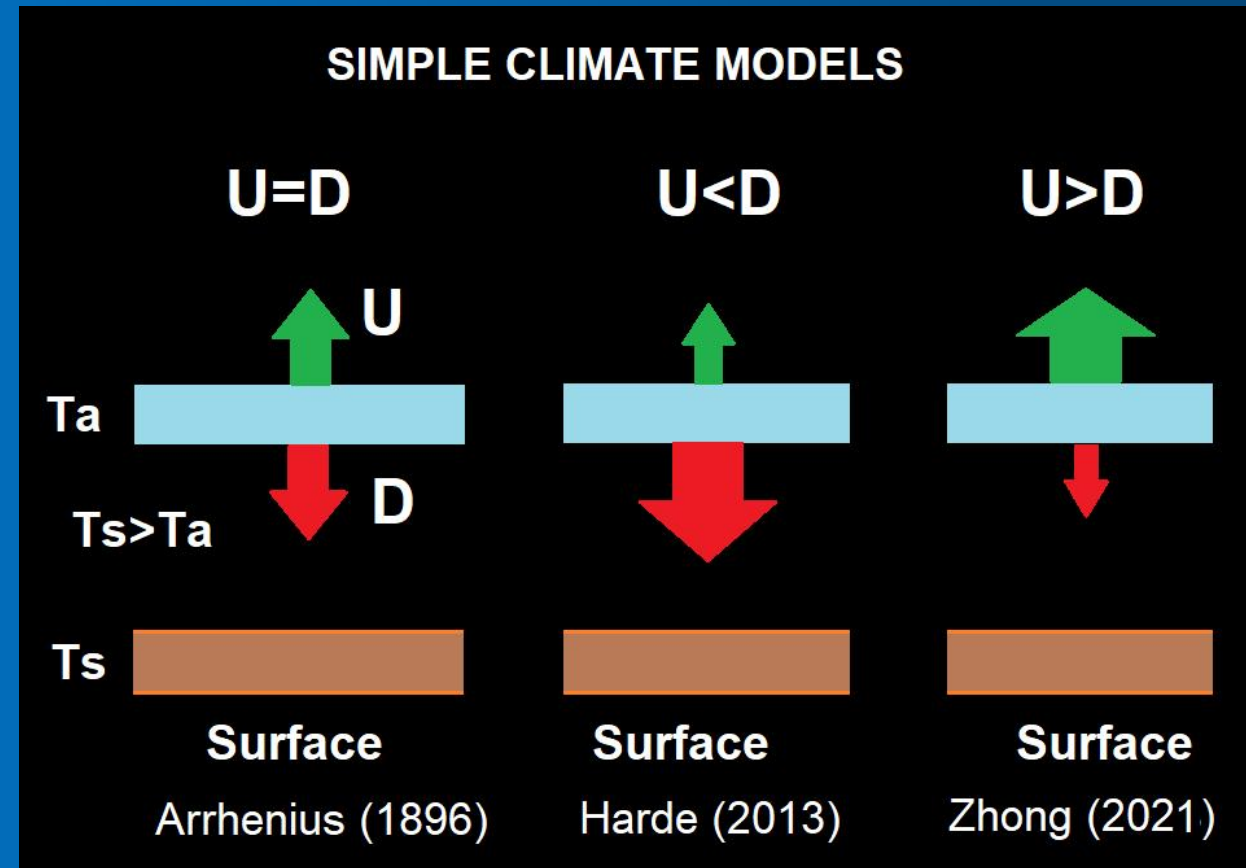 SIMPLE CLIMATE MODELS
U=D U<D U>D
U
Ta
D
Ts>Ta
Ts
Surface Surface Surface
Arrhenius (1896) Harde (2013) Zhong (2021)